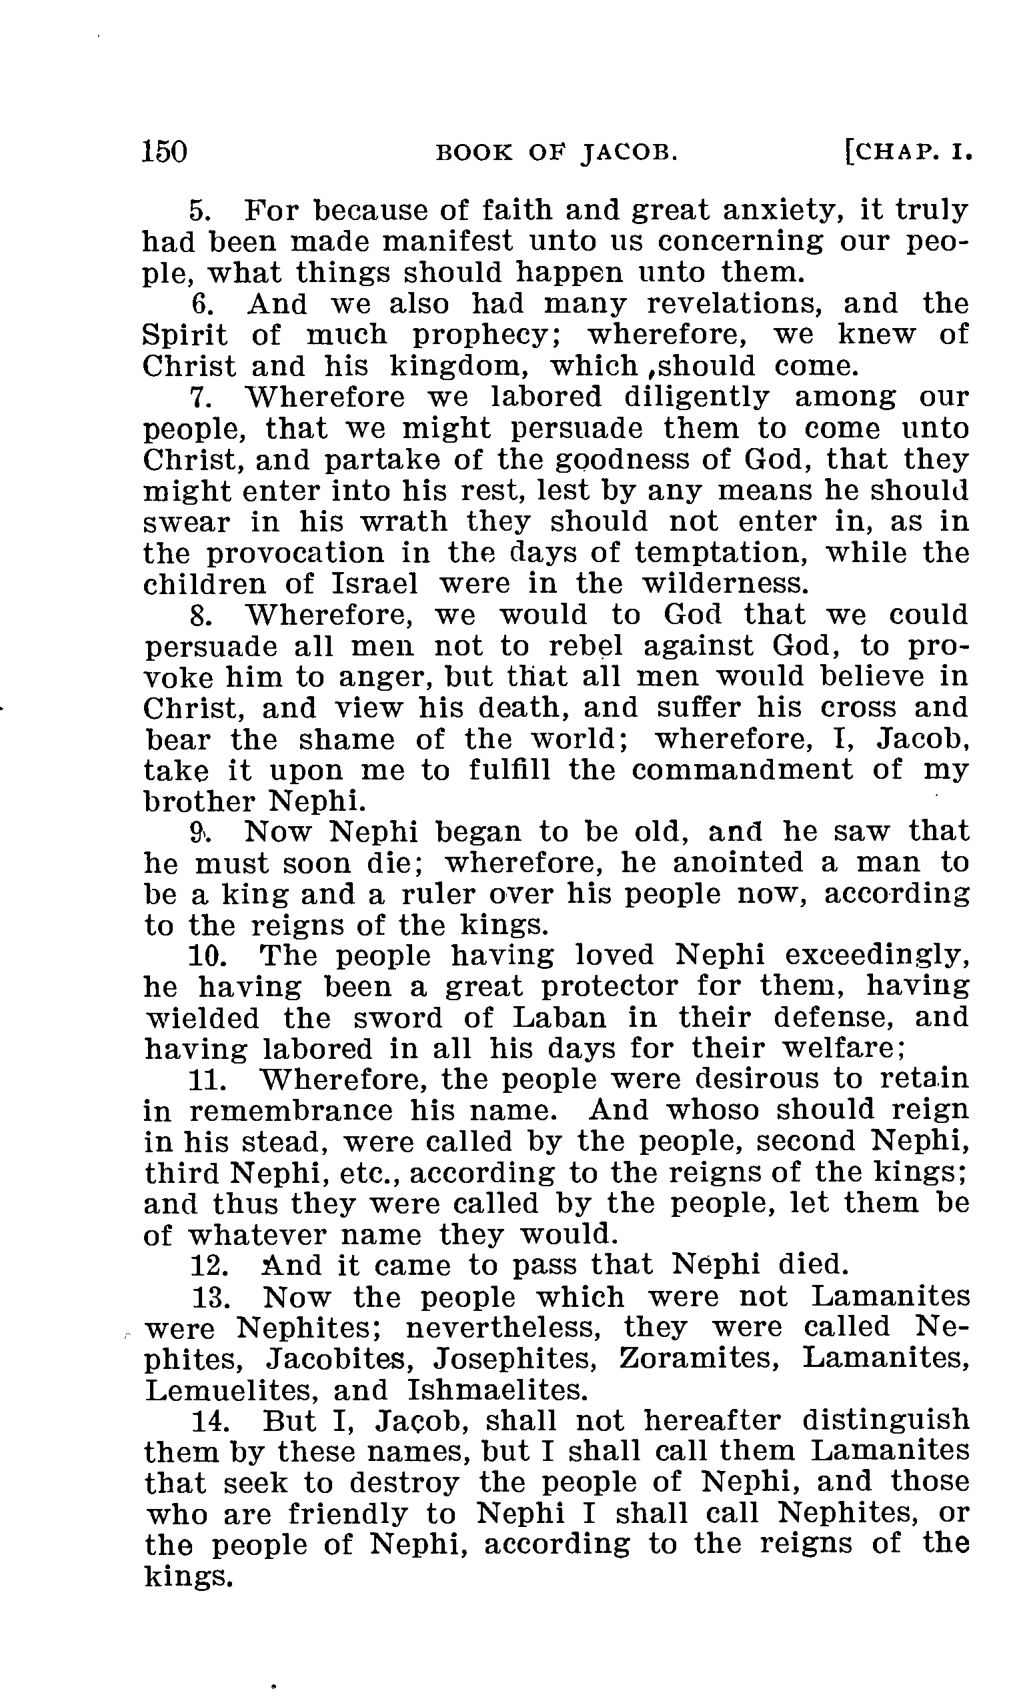 150 BOOK OF JACOB. [CHAP. I.
5. For because of faith and great anxiety, it truly
had been made manifest unto us concerning our peo-
ple, what things should happen unto them.
6. And we also had many revelations, and the
Spirit of much prophecy; wherefore, we knew of
Christ and his kingdom, which should come.
7. Wherefore we labored diligently among our
people, that we might persuade them to come unto
Christ, and partake of the goodness of God, that they
might enter into his rest, lest by any means he should
swear in his wrath they should not enter in, as in
the provocation in the days of temptation, while the
children of Israel were in the wilderness.
8. Wherefore, we would to God that we could
persuade all men not to rebel against God, to pro-
voke him to anger, but that all men would believe in
Christ, and view his death, and suffer his cross and
bear the shame of the world; wherefore, I, Jacob,
take it upon me to fulfill the commandment of my
brother Nephi.
9. Now Nephi began to be old, and he saw that
he must soon die; wherefore, he anointed a man to
be a king and a ruler over his people now, according
to the reigns of the kings.
10. The people having loved Nephi exceedingly,
he having been a great protector for them, having
wielded the sword of Laban in their defense, and
having labored in all his days for their welfare;
11. Wherefore, the people were desirous to retain
in remembrance his name. And whoso should reign
in his stead, were called by the people, second Nephi,
third Nephi, etc., according to the reigns of the kings;
and thus they were called by the people, let them be
of whatever name they would.
12. And it came to pass that Nephi died.
13. Now the people which were not Lamanites
were Nephites; nevertheless, they were called Ne-
phites, Jacobites, Josephites, Zoramites, Lamanites,
Lemuelites, and Ishmaelites.
14. But I, Jacob, shall not hereafter distinguish
them by these names, but I shall call them Lamanites
that seek to destroy the people of Nephi, and those
who are friendly to Nephi I shall call Nephites, or
the people of Nephi, according to the reigns of the
kings.